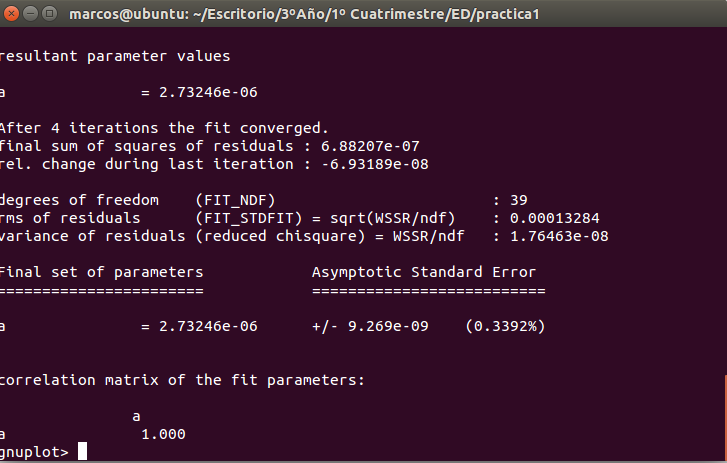 marcos@ubuntu: ~/Escritorio/3ºAño/1º Cuatrimestre/ED/practica1
resultant parameter values
a = 2.73246e-06
After 4 iterations the fit converged.
final sum of squares of residuals : 6.88207e-07
rel. change during last iteration : -6.93189e-08
degrees of freedom (FIT_NDF) : 39
rms of residuals (FIT_STDFIT) = sqrt(WSSR/ndf) : 0.00013284
variance of residuals (reduced chisquare) = WSSR/ndf : 1.76463e-08
Final set of parameters Asymptotic Standard Error
======================= ==========================
a = 2.73246e-06 +/- 9.269e-09 (0.3392%)
correlation matrix of the fit parameters:
a
a 1.000
gnuplot>